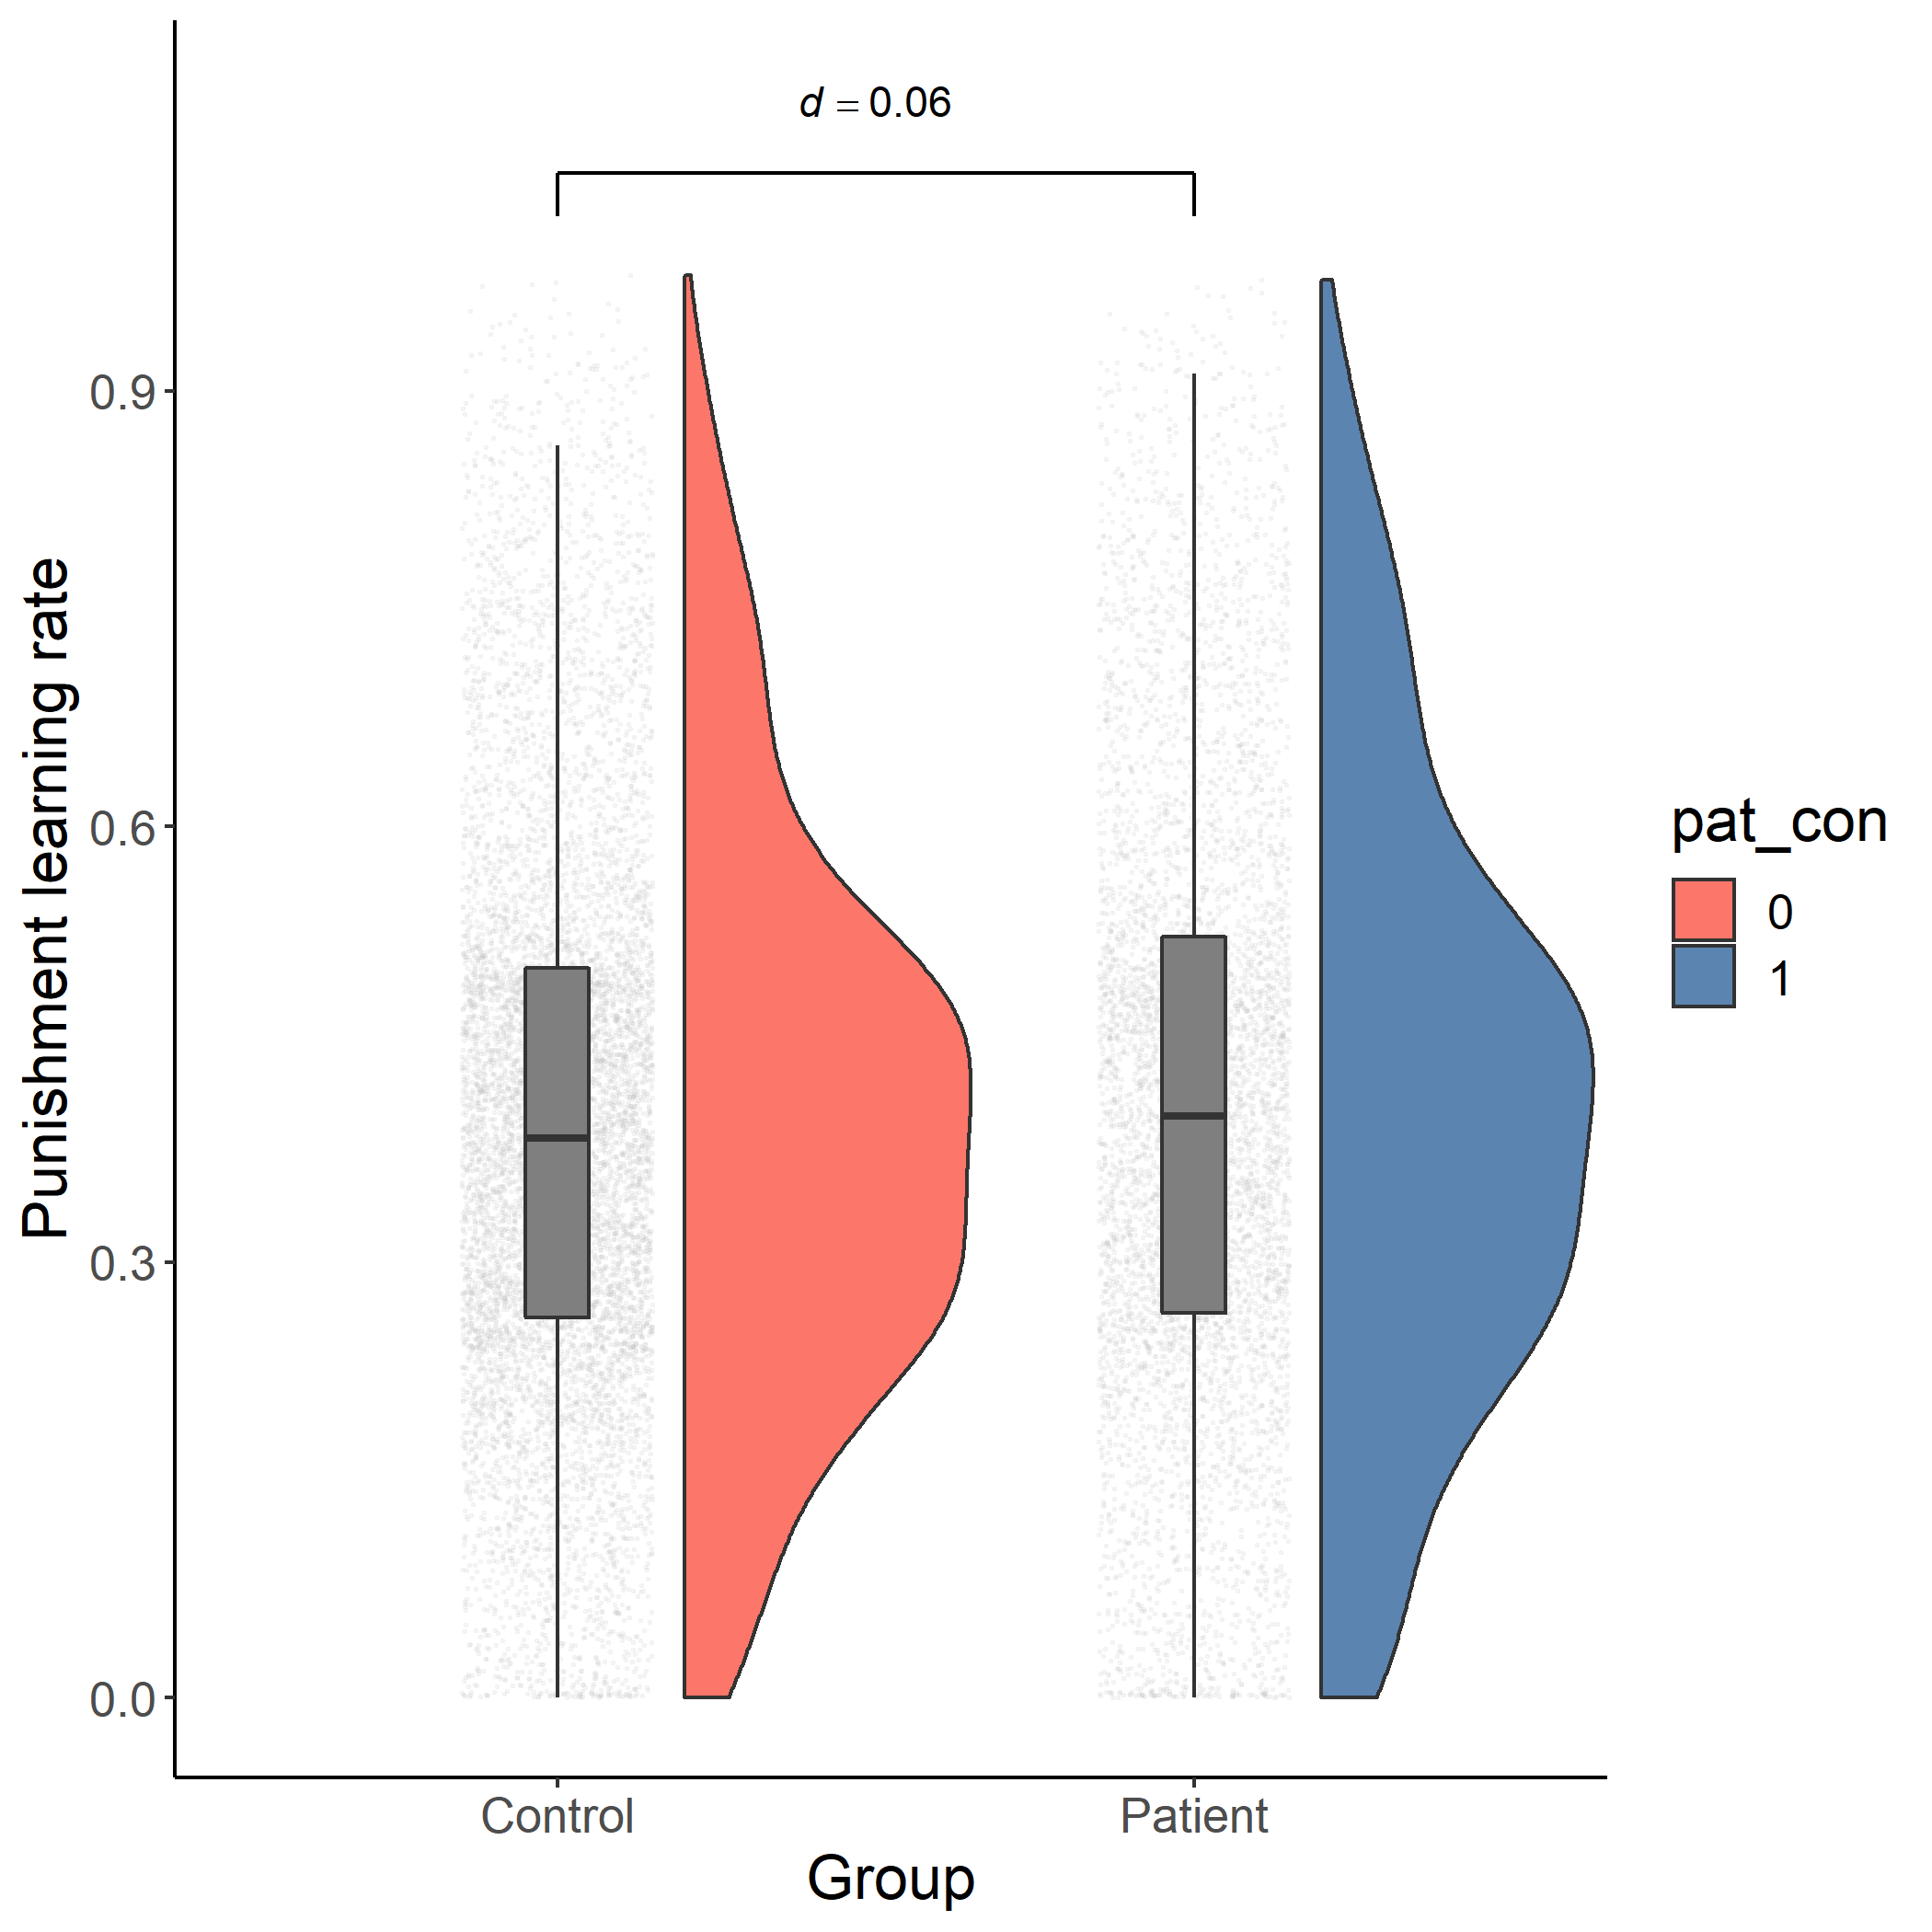 d = 0.06
0.9
0.6
0.3
0.0
Punishment learning rate
Control
Patient
Group
pat_con
0
1